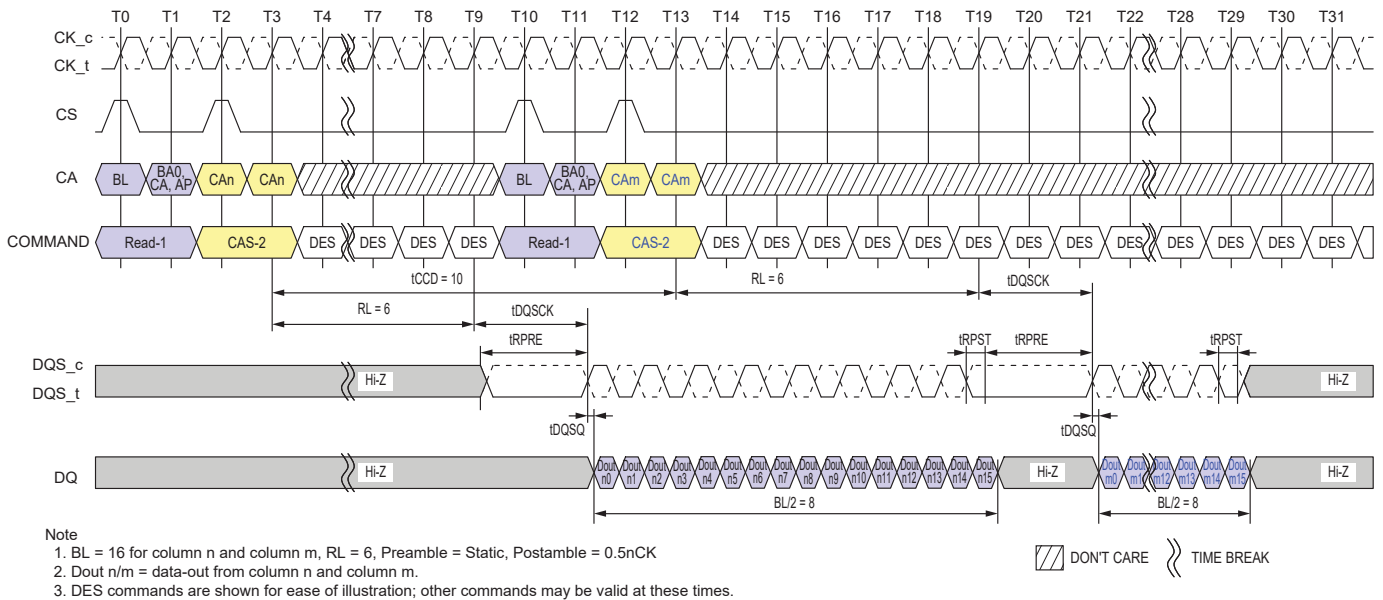 T0 T1 T2 T3 T4 T7 T8 T9 T10 T11 T12 T13 T14 T15 T16 T17 T18 T19 T20 T21 T22 T28 T29 T30 T31
CK_c
CK_t
CS
CA BL BA0, CA, AP CAn CAn BL BA0, CA, AP CAm CAm
COMMAND Read-1 CAS-2 DES DES DES DES Read-1 CAS-2 DES DES DES DES DES DES DES DES DES DES DES DES DES
tCCD = 10 RL = 6 tDQSCK
RL = 6 tDQSCK
tRPRE tRPST tRPRE tRPST
DQS_c
DQS_t
Hi-Z Hi-Z
tDQSQ tDQSQ
DQ Hi-Z Dout n0 Dout n1 Dout n2 Dout n3 Dout n4 Dout n5 Dout n6 Dout n7 Dout n8 Dout n9 Dout n10 Dout n11 Dout n12 Dout n13 Dout n14 Dout n15 Hi-Z Dout m0 Dout m1 Dout m12 Dout m13 Dout m14 Dout m15 Hi-Z
BL/2 = 8 BL/2 = 8
Note
1. BL = 16 for column n and column m, RL = 6, Preamble = Static, Postamble = 0.5nCK
2. Dout n/m = data-out from column n and column m.
3. DES commands are shown for ease of illustration; other commands may be valid at these times.
DON'T CARE TIME BREAK